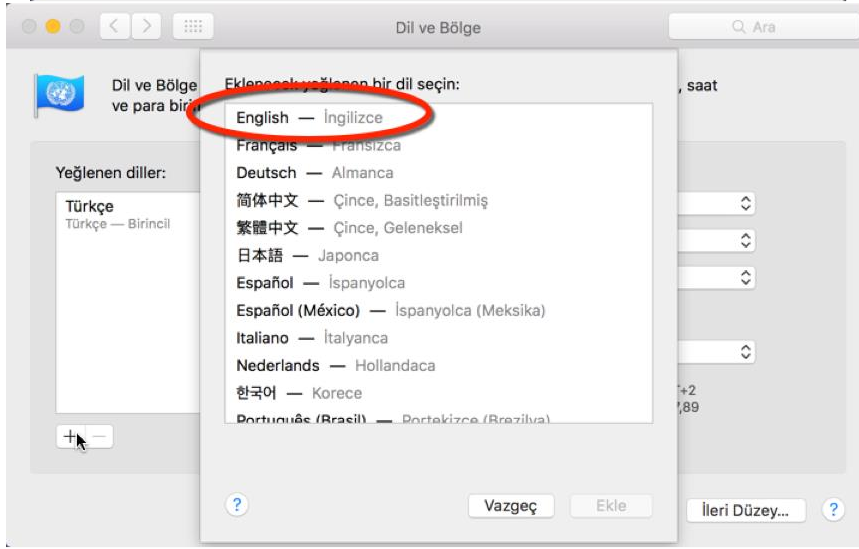 Dil ve Bölge
Ara
Dil ve Bölge
ve para biri
, saat
Eklenecek yeğlenen bir dil seçin:
English — İngilizce
Français — Fransızca
Deutsch — Almanca
简体中文 — Çince, Basitleştirilmiş
繁體中文 — Çince, Geleneksel
日本語 — Japonca
Español — İspanyolca
Español (México) — İspanyolca (Meksika)
Italiano — İtalyanca
Nederlands — Hollandaca
한국어 — Korece
Português (Brasil) — Portekizce (Brezilya)
Yeğlenen diller:
Türkçe
Türkçe — Birincil
+ −
+2
7,89
? Vazgeç Ekle
İleri Düzey... ?